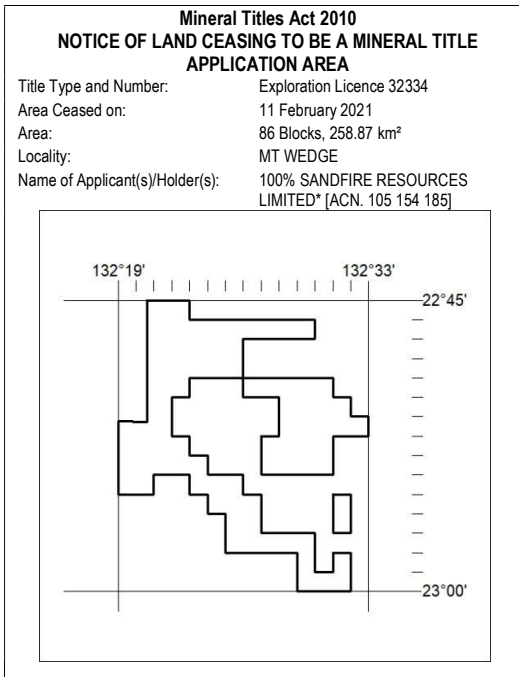 Mineral Titles Act 2010
NOTICE OF LAND CEASING TO BE A MINERAL TITLE
APPLICATION AREA
Title Type and Number: Exploration Licence 32334
Area Ceased on: 11 February 2021
Area: 86 Blocks, 258.87 km²
Locality: MT WEDGE
Name of Applicant(s)/Holder(s): 100% SANDFIRE RESOURCES
LIMITED* [ACN. 105 154 185]
132°19' 132°33'
22°45'
23°00'